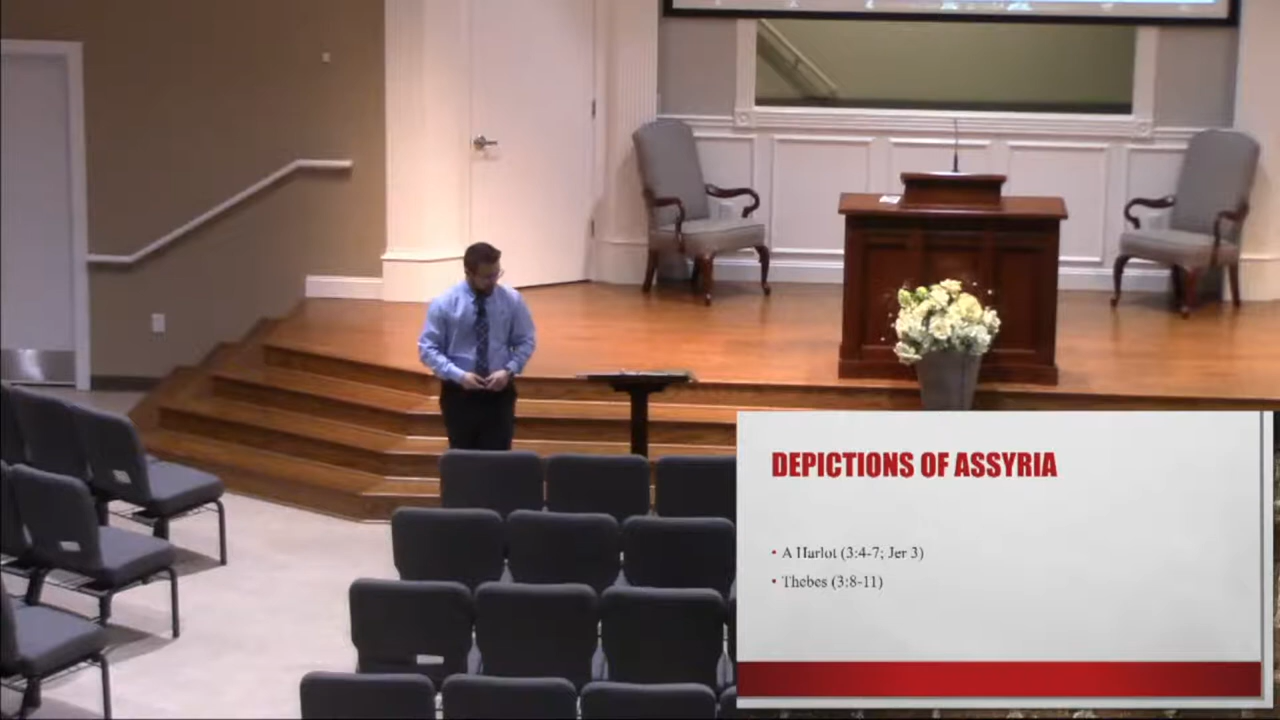 DEPICTIONS OF ASSYRIA
• A Harlot (3:4-7; Jer 3)
• Thebes (3:8-11)